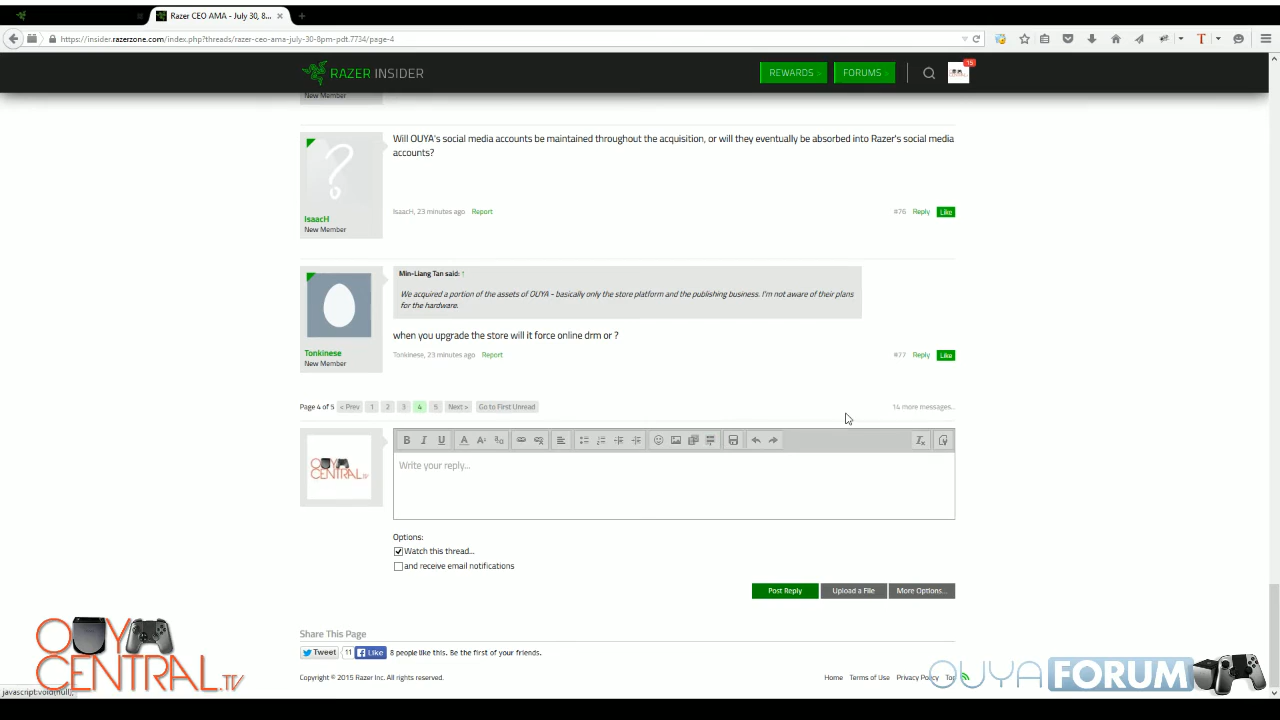 Razer CEO AMA - July 30, 8...
https://insider.razerzone.com/index.php?threads/razer-ceo-ama-july-30-8pm-pdt.7734/page-4
RAZER INSIDER
REWARDS >
FORUMS >
15
New Member
Will OUYA's social media accounts be maintained throughout the acquisition, or will they eventually be absorbed into Razer's social media
accounts?
IsaacH
New Member
IsaacH, 23 minutes ago Report
#76 Reply Like
Min-Liang Tan said: ↑
We acquired a portion of the assets of OUYA - basically only the store platform and the publishing business. I'm not aware of their plans
for the hardware.
when you upgrade the store will it force online drm or ?
Tonkinese
New Member
Tonkinese, 23 minutes ago Report
#77 Reply Like
Page 4 of 5 < Prev 1 2 3 4 5 Next > Go to First Unread
14 more messages...
OUYA
CENTRAL.TV
B I U
Write your reply...
Options:
Watch this thread...
and receive email notifications
Post Reply Upload a File More Options...
Share This Page
Tweet 11 Like 8 people like this. Be the first of your friends.
Copyright © 2015 Razer Inc. All rights reserved.
Home Terms of Use Privacy Policy Top
OUYA
CENTRAL.TV
OUYAFORUM
javascript:void(null);